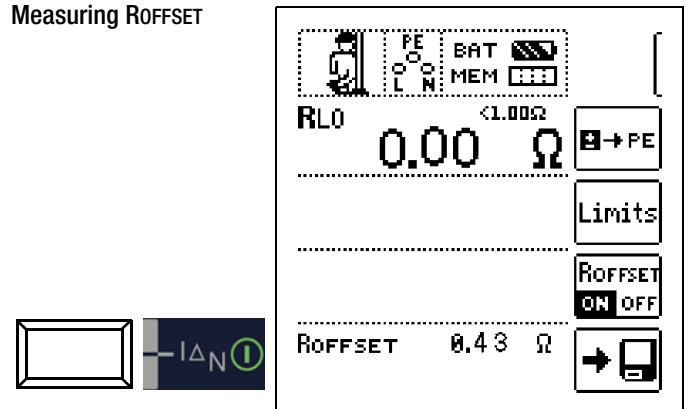 Measuring ROFFSET
PE
L N
BAT
MEM
RLO <1.00Ω
0.00 Ω
→PE
Limits
ROFFSET
ON OFF
ROFFSET 0.43 Ω
IΔN